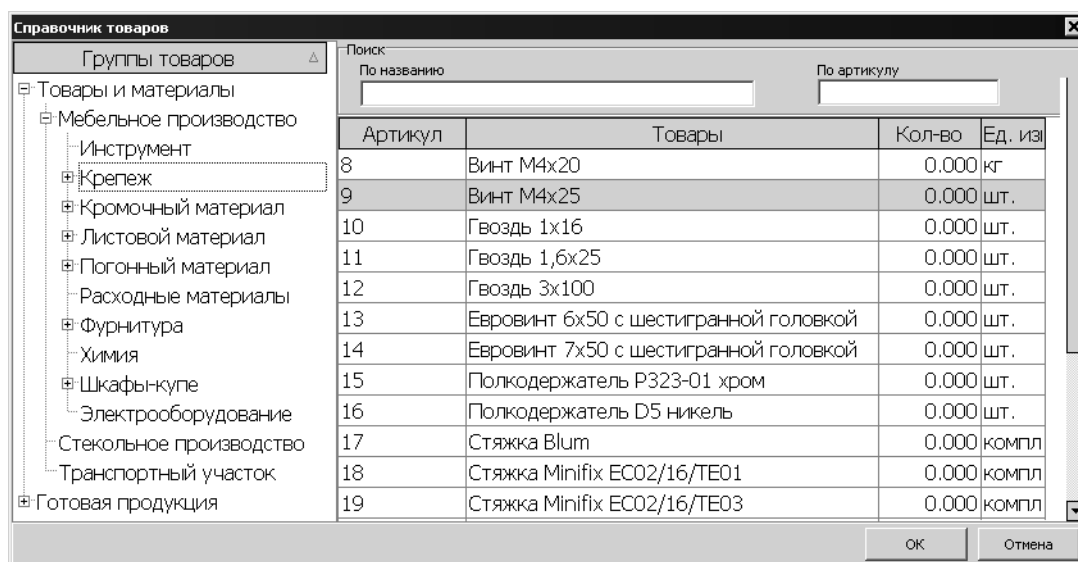 Справочник товаров
Группы товаров
Товары и материалы
Мебельное производство
Инструмент
Крепеж
Кромочный материал
Листовой материал
Погонный материал
Расходные материалы
Фурнитура
Химия
Шкафы-купе
Электрооборудование
Стекольное производство
Транспортный участок
Готовая продукция
Поиск
По названию По артикулу
Артикул Товары Кол-во Ед. изм
8 Винт М4х20 0.000 кг
9 Винт М4х25 0.000 шт.
10 Гвоздь 1х16 0.000 шт.
11 Гвоздь 1,6х25 0.000 шт.
12 Гвоздь 3х100 0.000 шт.
13 Евровинт 6х50 с шестигранной головкой 0.000 шт.
14 Евровинт 7х50 с шестигранной головкой 0.000 шт.
15 Полкодержатель Р323-01 хром 0.000 шт.
16 Полкодержатель D5 никель 0.000 шт.
17 Стяжка Blum 0.000 компл
18 Стяжка Minifix EC02/16/TE01 0.000 компл
19 Стяжка Minifix EC02/16/TE03 0.000 компл
ОК Отмена